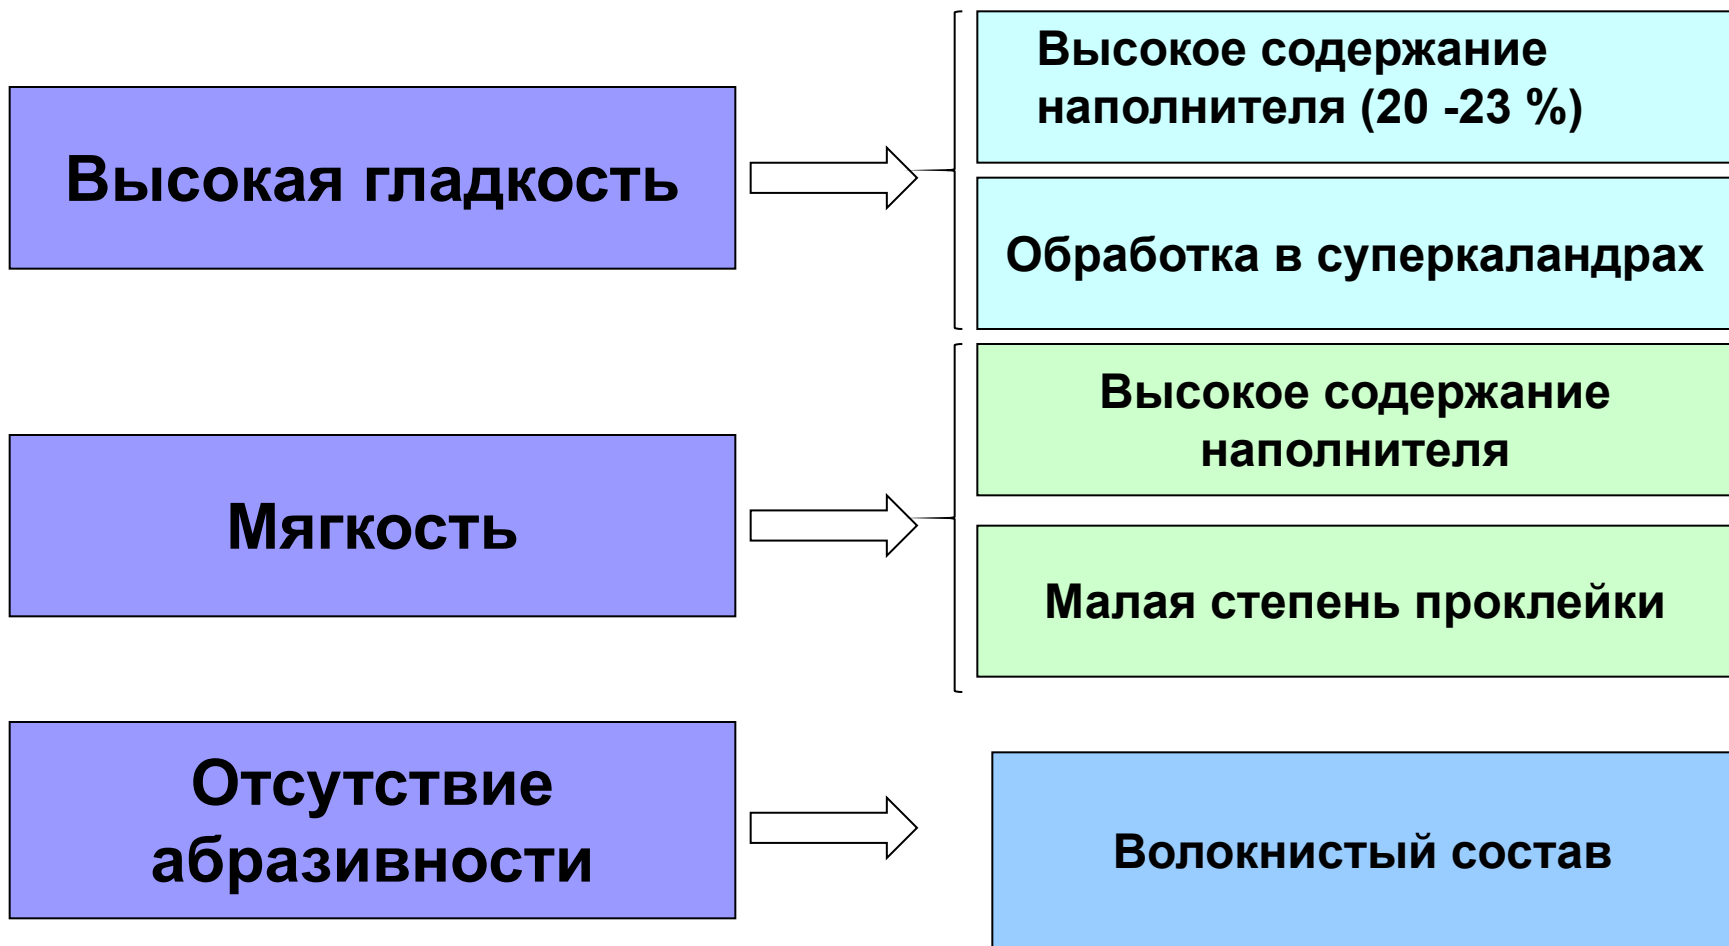 Высокая гладкость
Высокое содержание
наполнителя (20 -23 %)
Обработка в суперкаландрах
Мягкость
Высокое содержание
наполнителя
Малая степень проклейки
Отсутствие
абразивности
Волокнистый состав